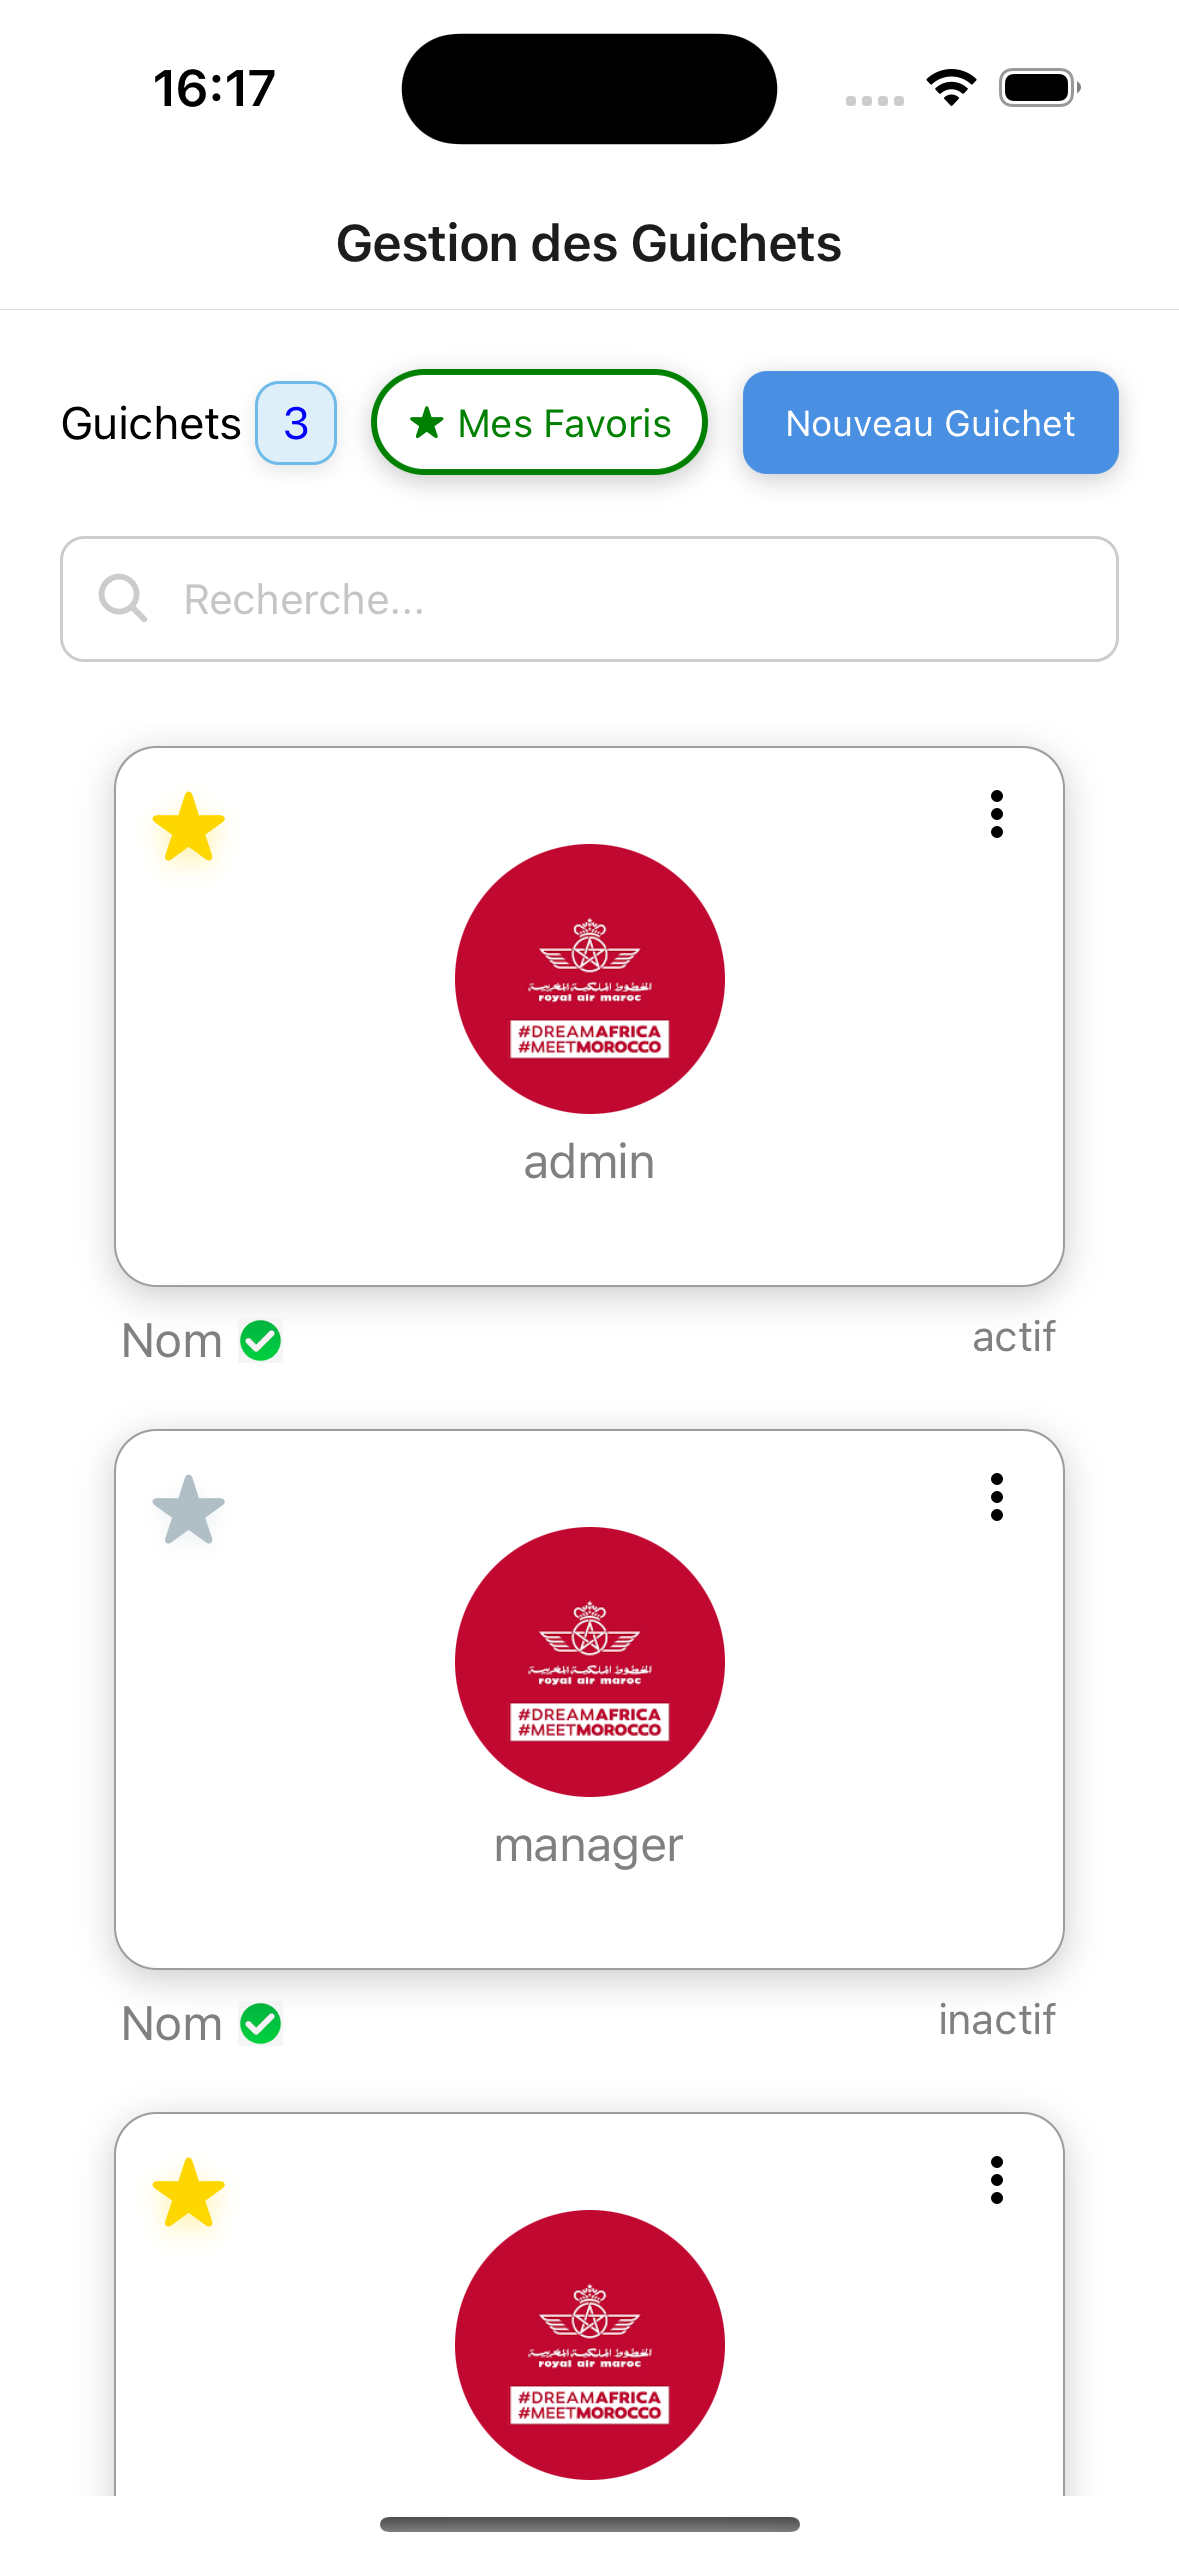 16:17
Gestion des Guichets
Guichets 3 Mes Favoris Nouveau Guichet
Recherche...
الخطوط الملكية المغربية
royal air maroc
#DREAMAFRICA
#MEETMOROCCO
admin
Nom actif
الخطوط الملكية المغربية
royal air maroc
#DREAMAFRICA
#MEETMOROCCO
manager
Nom inactif
الخطوط الملكية المغربية
royal air maroc
#DREAMAFRICA
#MEETMOROCCO